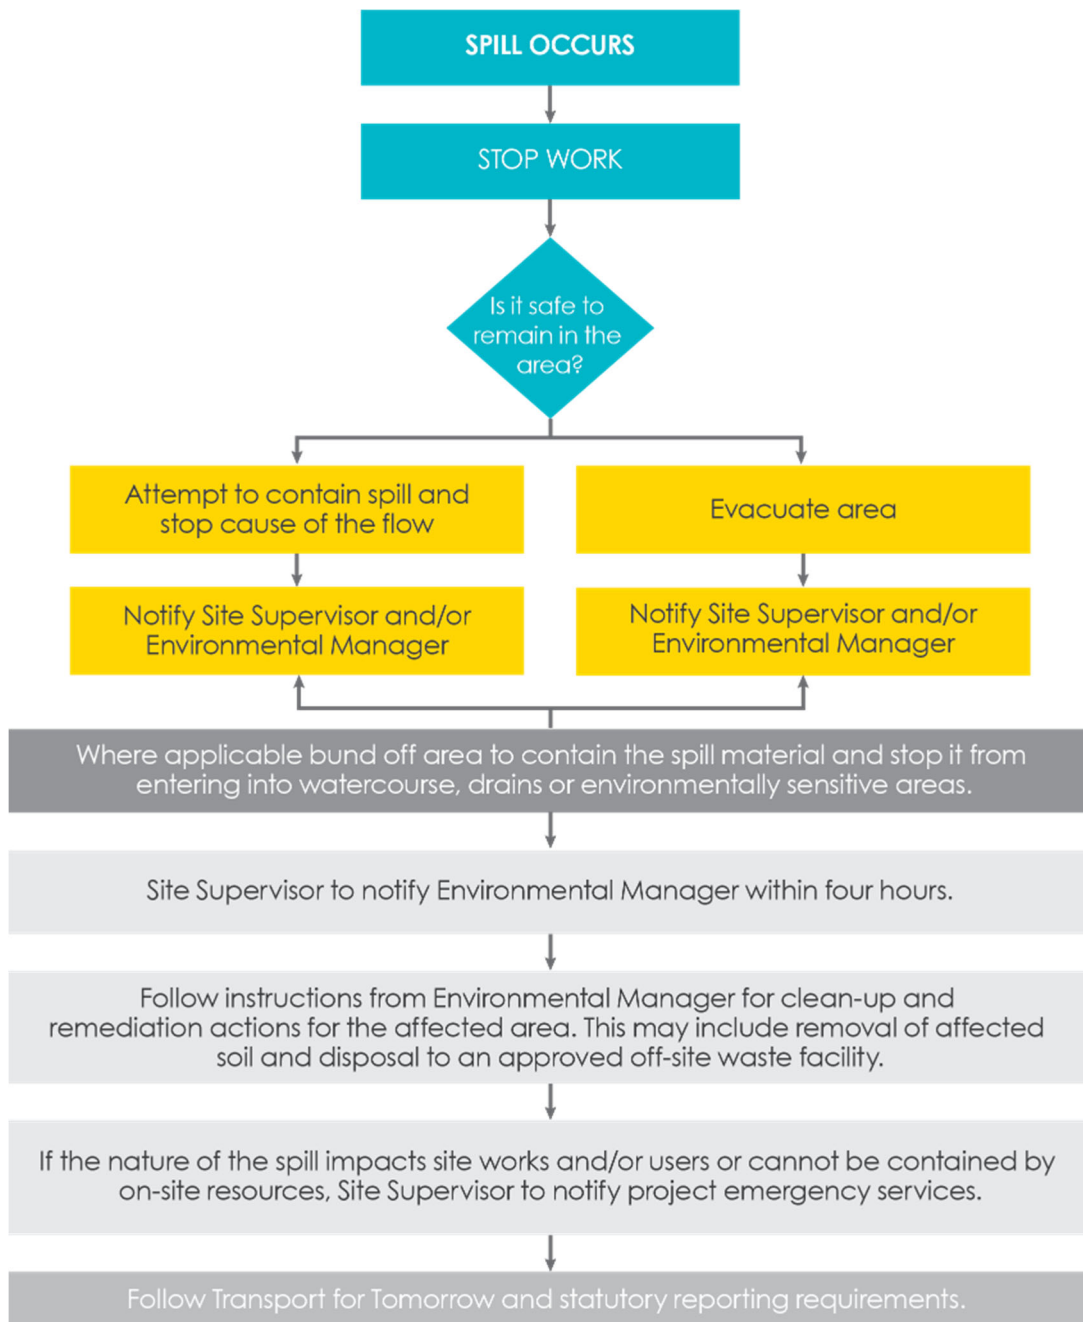 SPILL OCCURS
STOP WORK
Is it safe to
remain in the
area?
Attempt to contain spill and
stop cause of the flow
Evacuate area
Notify Site Supervisor and/or
Environmental Manager
Notify Site Supervisor and/or
Environmental Manager
Where applicable bund off area to contain the spill material and stop it from
entering into watercourse, drains or environmentally sensitive areas.
Site Supervisor to notify Environmental Manager within four hours.
Follow instructions from Environmental Manager for clean-up and
remediation actions for the affected area. This may include removal of affected
soil and disposal to an approved off-site waste facility.
If the nature of the spill impacts site works and/or users or cannot be contained by
on-site resources, Site Supervisor to notify project emergency services.
Follow Transport for Tomorrow and statutory reporting requirements.